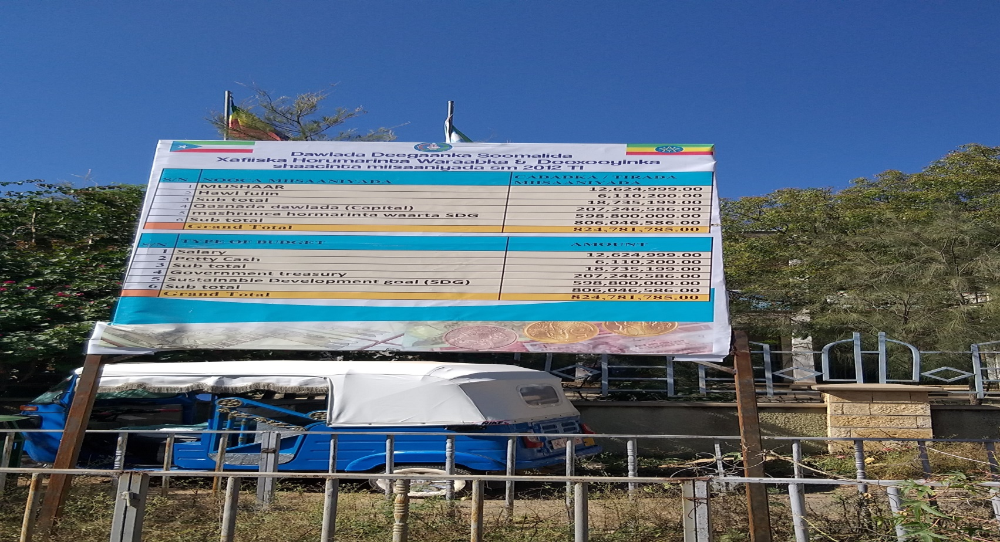 Dawlada Deegaanka Soomalida
Xafiiska Horumarinta Waraabka & Dooxooyinka
shaacinta miisaaniyada sm 2012 TI
S/N NOOCA MIISAANIYADA CADADKA / TIRADA MIISAANIYADA
1 MUSHAAR 12,624,999.00
2 Hawl fulin 6,110,200.00
3 Sub total 18,735,199.00
4 Qasnada dawlada (Capital) 207,246,586.00
5 mashruuca hormarinta waarta SDG 598,800,000.00
6 Sub total 806,046,586.00
Grand Total 824,781,785.00
S/N TYPE OF BUDGET AMOUNT
1 Salary 12,624,999.00
2 Petty Cash 6,110,200.00
3 Sub total 18,735,199.00
4 Government treasury 207,246,586.00
5 Sustainable Development goal (SDG) 598,800,000.00
6 Sub total 806,046,586.00
Grand Total 824,781,785.00